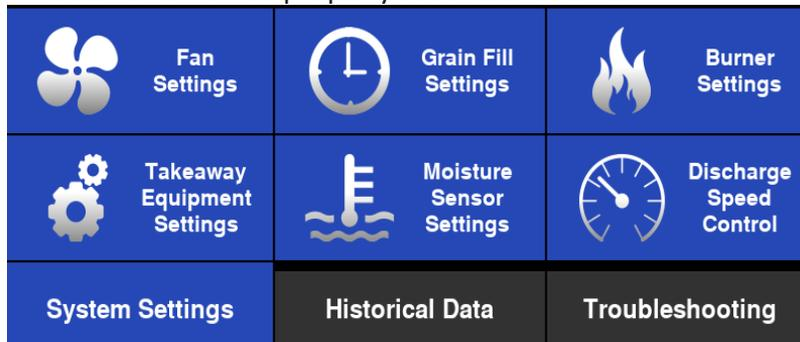 Fan
Settings
Grain Fill
Settings
Burner
Settings
Takeaway
Equipment
Settings
Moisture
Sensor
Settings
Discharge
Speed
Control
System Settings
Historical Data
Troubleshooting